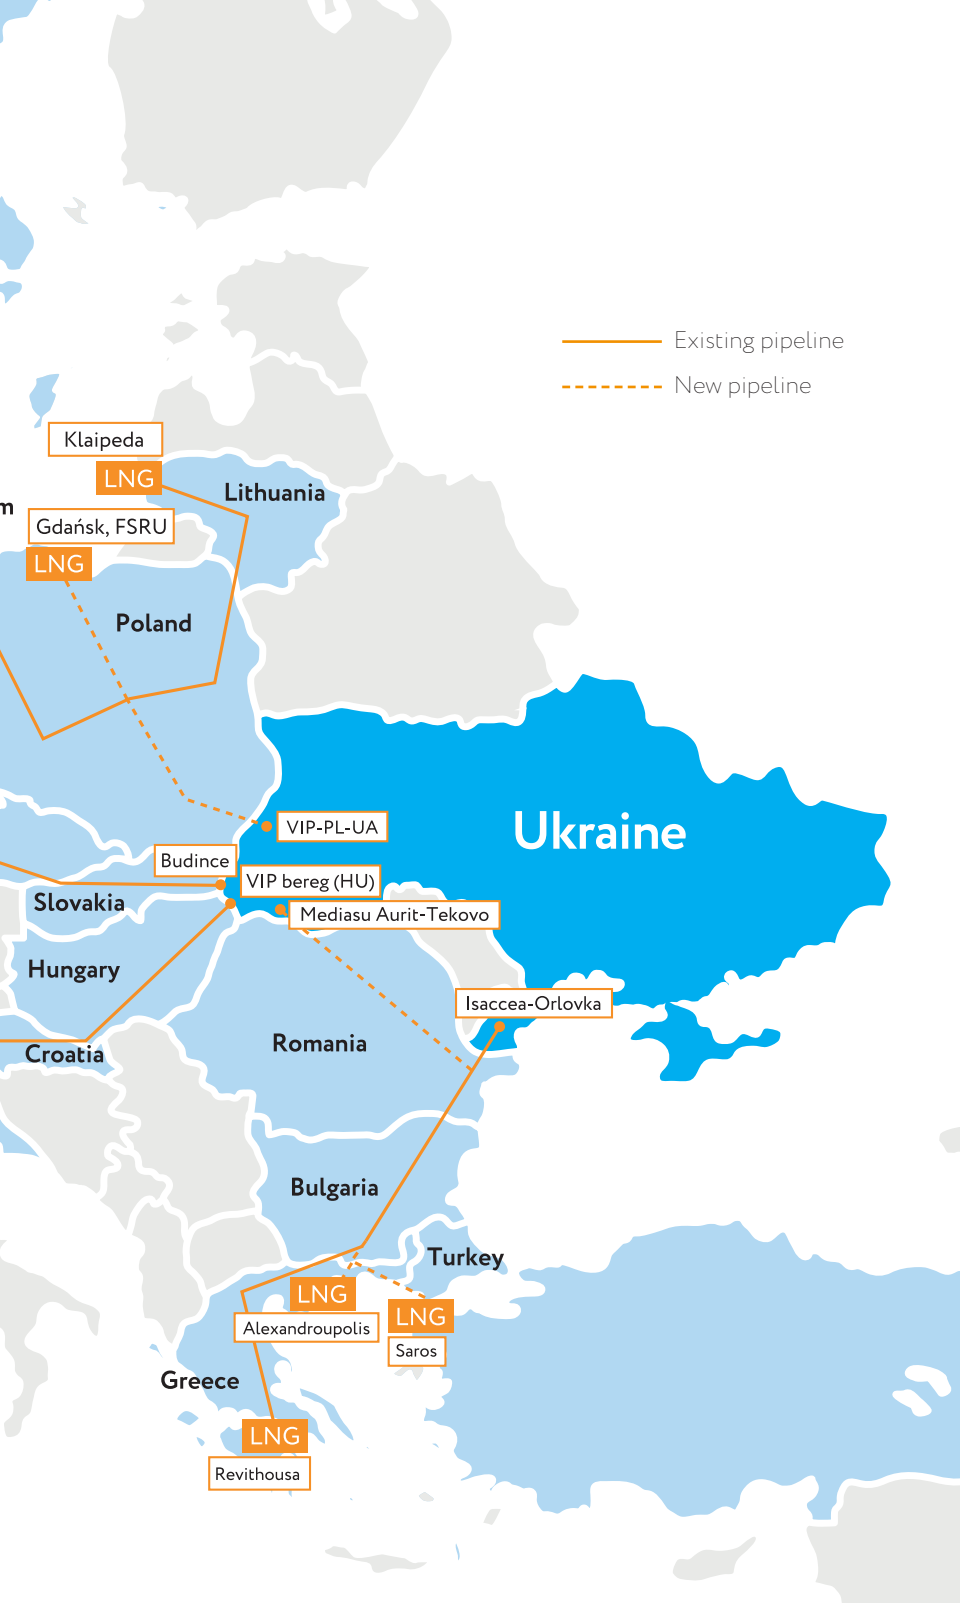 Existing pipeline
New pipeline
Klaipeda
LNG
Lithuania
m
Gdańsk, FSRU
LNG
Poland
Ukraine
VIP-PL-UA
Budince
VIP bereg (HU)
Slovakia
Mediasu Aurit-Tekovo
Hungary
Isaccea-Orlovka
Romania
Croatia
Bulgaria
Turkey
LNG
Alexandroupolis
LNG
Saros
Greece
LNG
Revithousa